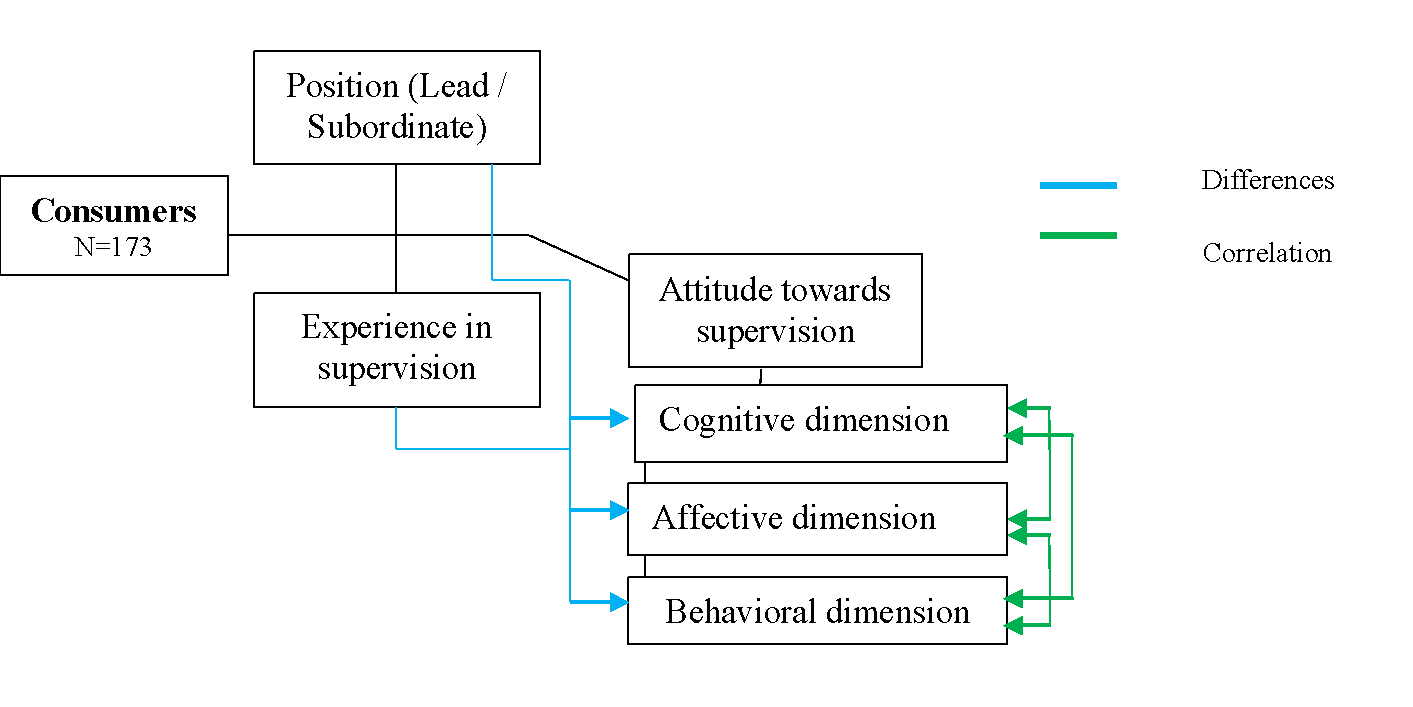 Position (Lead /
Subordinate)
Consumers
N=173
Experience in
supervision
Attitude towards
supervision
Cognitive dimension
Affective dimension
Behavioral dimension
Differences
Correlation